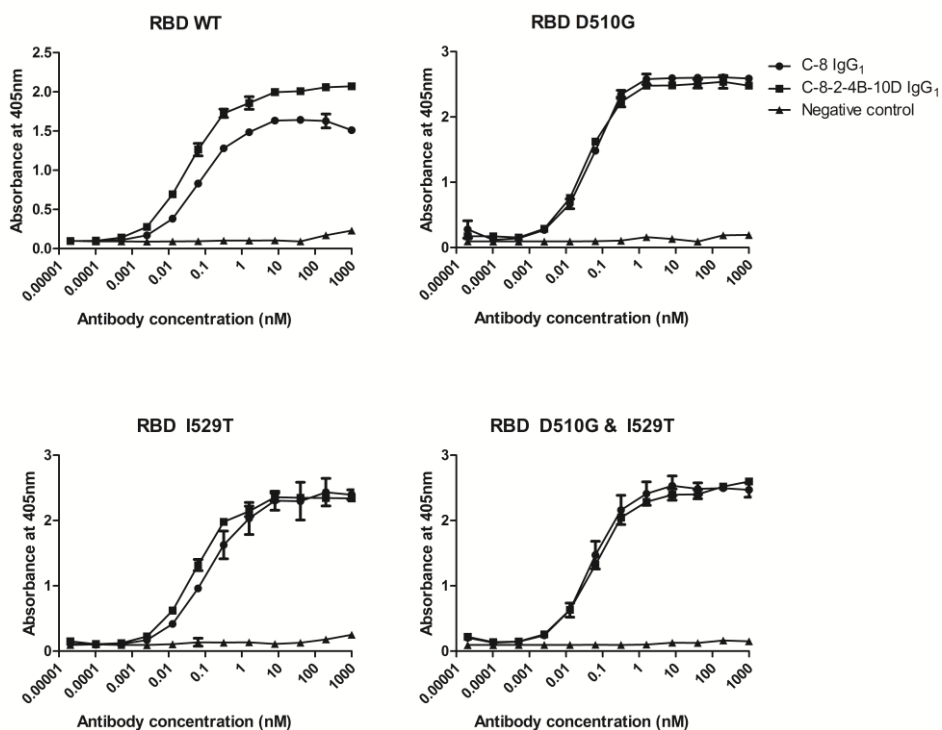 RBD WT
2.5
2.0
1.5
1.0
0.5
0.0
Absorbance at 405nm
0.00001 0.0001 0.001 0.01 0.1 1 10 100 1000
Antibody concentration (nM)
RBD D510G
3
2
1
0
Absorbance at 405nm
0.00001 0.0001 0.001 0.01 0.1 1 10 100 1000
Antibody concentration (nM)
C-8 IgG₁
C-8-2-4B-10D IgG₁
Negative control
RBD I529T
3
2
1
0
Absorbance at 405nm
0.00001 0.0001 0.001 0.01 0.1 1 10 100 1000
Antibody concentration (nM)
RBD D510G & I529T
3
2
1
0
Absorbance at 405nm
0.00001 0.0001 0.001 0.01 0.1 1 10 100 1000
Antibody concentration (nM)